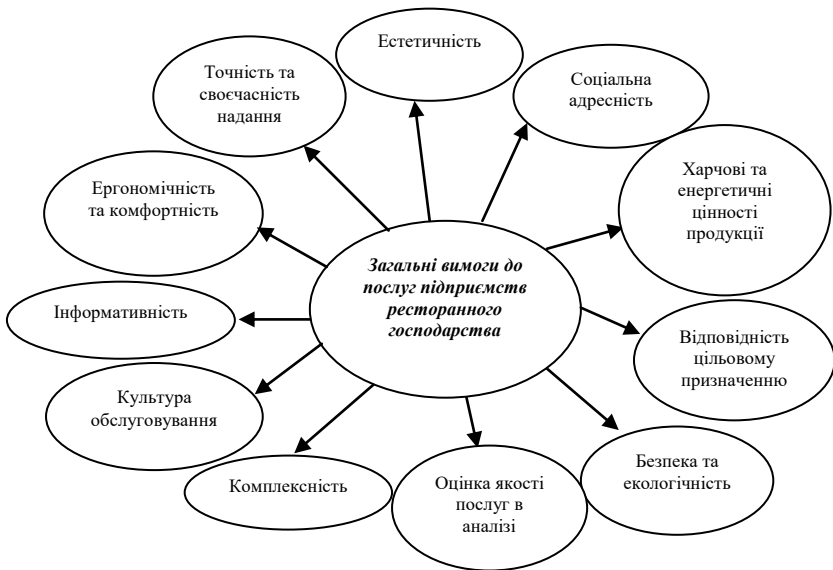 Естетичність
Точність та
своєчасність
надання
Соціальна
адресність
Ергономічність
та комфортність
Харчові та
енергетичні
цінності
продукції
Загальні вимоги до
послуг підприємств
ресторанного
господарства
Інформативність
Відповідність
цільовому
призначенню
Культура
обслуговування
Комплексність
Оцінка якості
послуг в
аналізі
Безпека та
екологічність